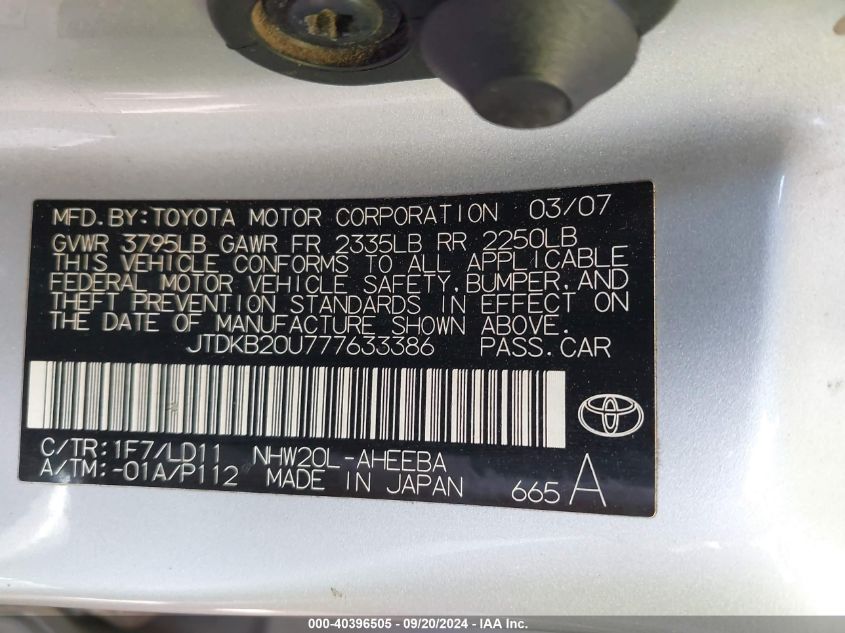 MFD.BY:TOYOTA MOTOR CORPORATION 03/07
GVWR 3795LB GAWR FR 2335LB RR 2250LB
THIS VEHICLE CONFORMS TO ALL APPLICABLE
FEDERAL MOTOR VEHICLE SAFETY,BUMPER,AND
THEFT PREVENTION STANDARDS IN EFFECT ON
THE DATE OF MANUFACTURE SHOWN ABOVE.
JTDKB20U777633386 PASS.CAR
C/TR:1F7/LD11 NHW20L-AHEEBA
A/TM:-01A/P112 MADE IN JAPAN 665 A
000-40396505 - 09/20/2024 - IAA Inc.